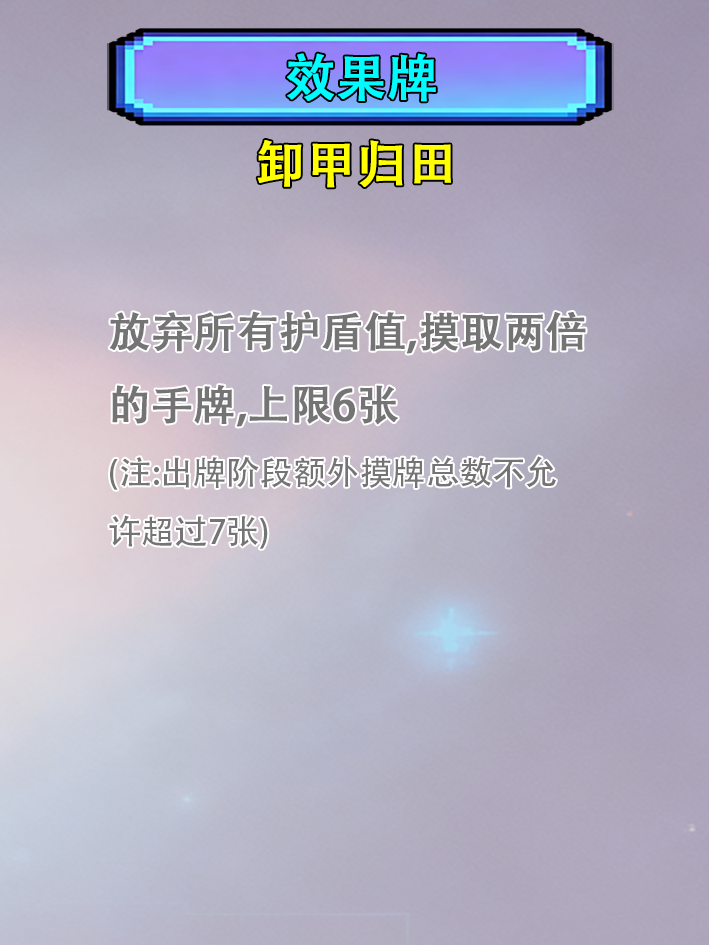 效果牌
卸甲归田
放弃所有护盾值,摸取两倍
的手牌,上限6张
(注:出牌阶段额外摸牌总数不允
许超过7张)